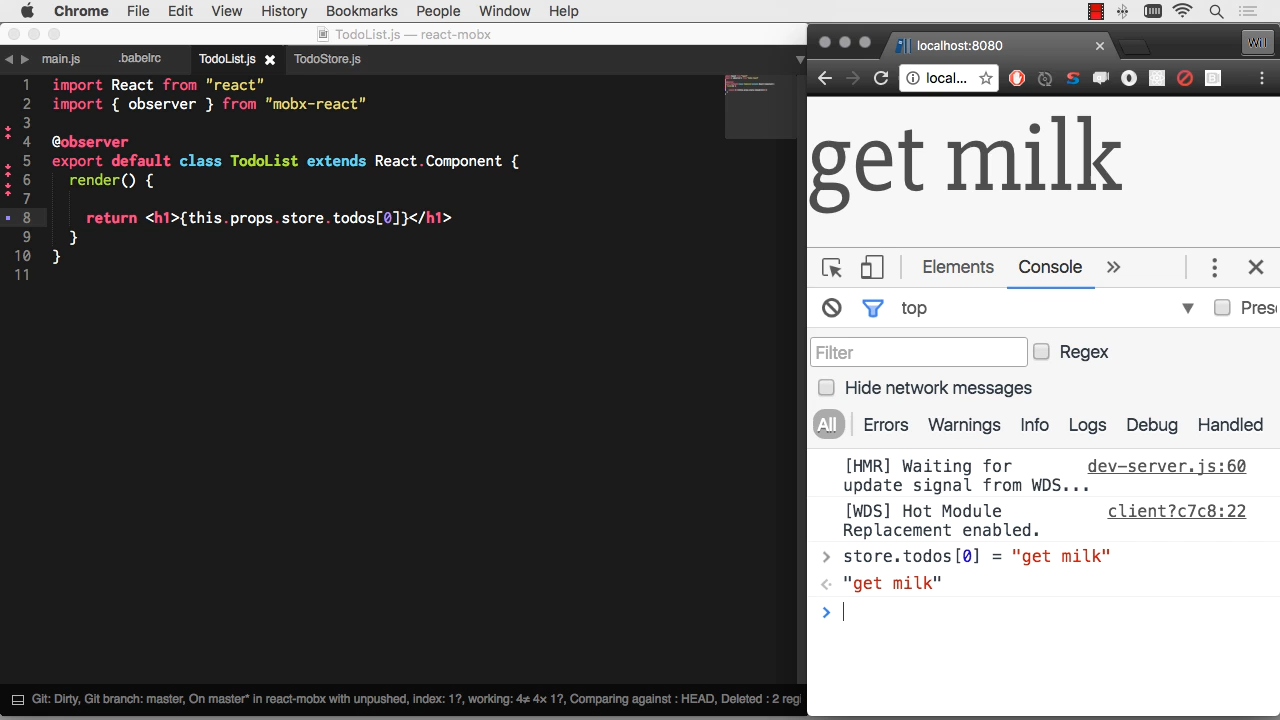 Chrome File Edit View History Bookmarks People Window Help
TodoList.js — react-mobx
main.js .babelrc TodoList.js TodoStore.js
1 import React from "react"
2 import { observer } from "mobx-react"
3
4 @observer
5 export default class TodoList extends React.Component {
6 render() {
7
8 return <h1>{this.props.store.todos[0]}</h1>
9 }
10 }
11
Git: Dirty, Git branch: master, On master* in react-mobx with unpushed, index: 1?, working: 4≠ 4× 1?, Comparing against : HEAD, Deleted : 2 regi
localhost:8080
Wil
local...
get milk
Elements Console
top
Pres
Filter
Regex
Hide network messages
All Errors Warnings Info Logs Debug Handled
[HMR] Waiting for dev-server.js:60
update signal from WDS...
[WDS] Hot Module client?c7c8:22
Replacement enabled.
> store.todos[0] = "get milk"
"get milk"
>